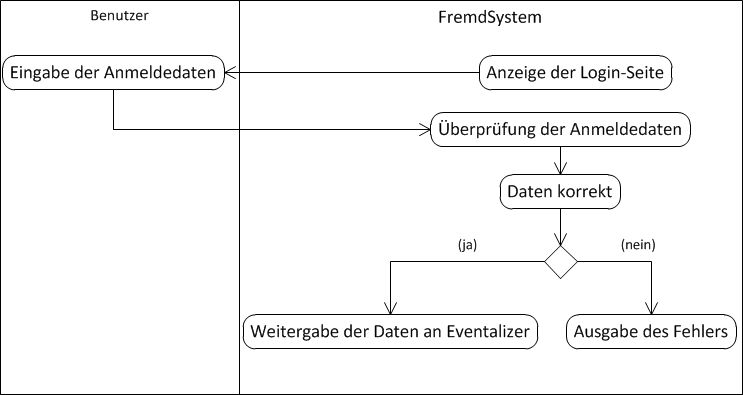 Benutzer
FremdSystem
Eingabe der Anmeldedaten
Anzeige der Login-Seite
Überprüfung der Anmeldedaten
Daten korrekt
(ja)
(nein)
Weitergabe der Daten an Eventalizer
Ausgabe des Fehlers